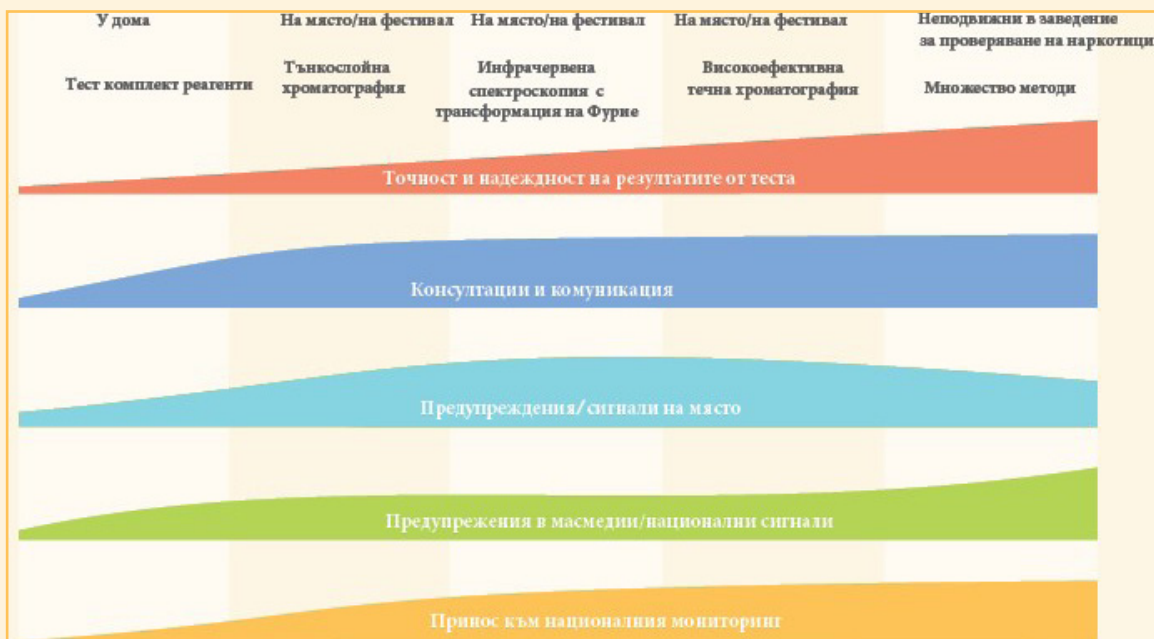 У дома
На място/на фестивал
На място/на фестивал
На място/на фестивал
Неподвижни в заведение
за проверяване на наркотици
Тест комплект реагенти
Тънкослойна
хроматография
Инфрачервена
спектроскопия с
трансформация на Фурие
Високоефективна
течна хроматография
Множество методи
Точност и надеждност на резултатите от теста
Консултации и комуникация
Предупреждения/сигнали на място
Предупрежения в масмедии/национални сигнали
Принос към националния мониторинг